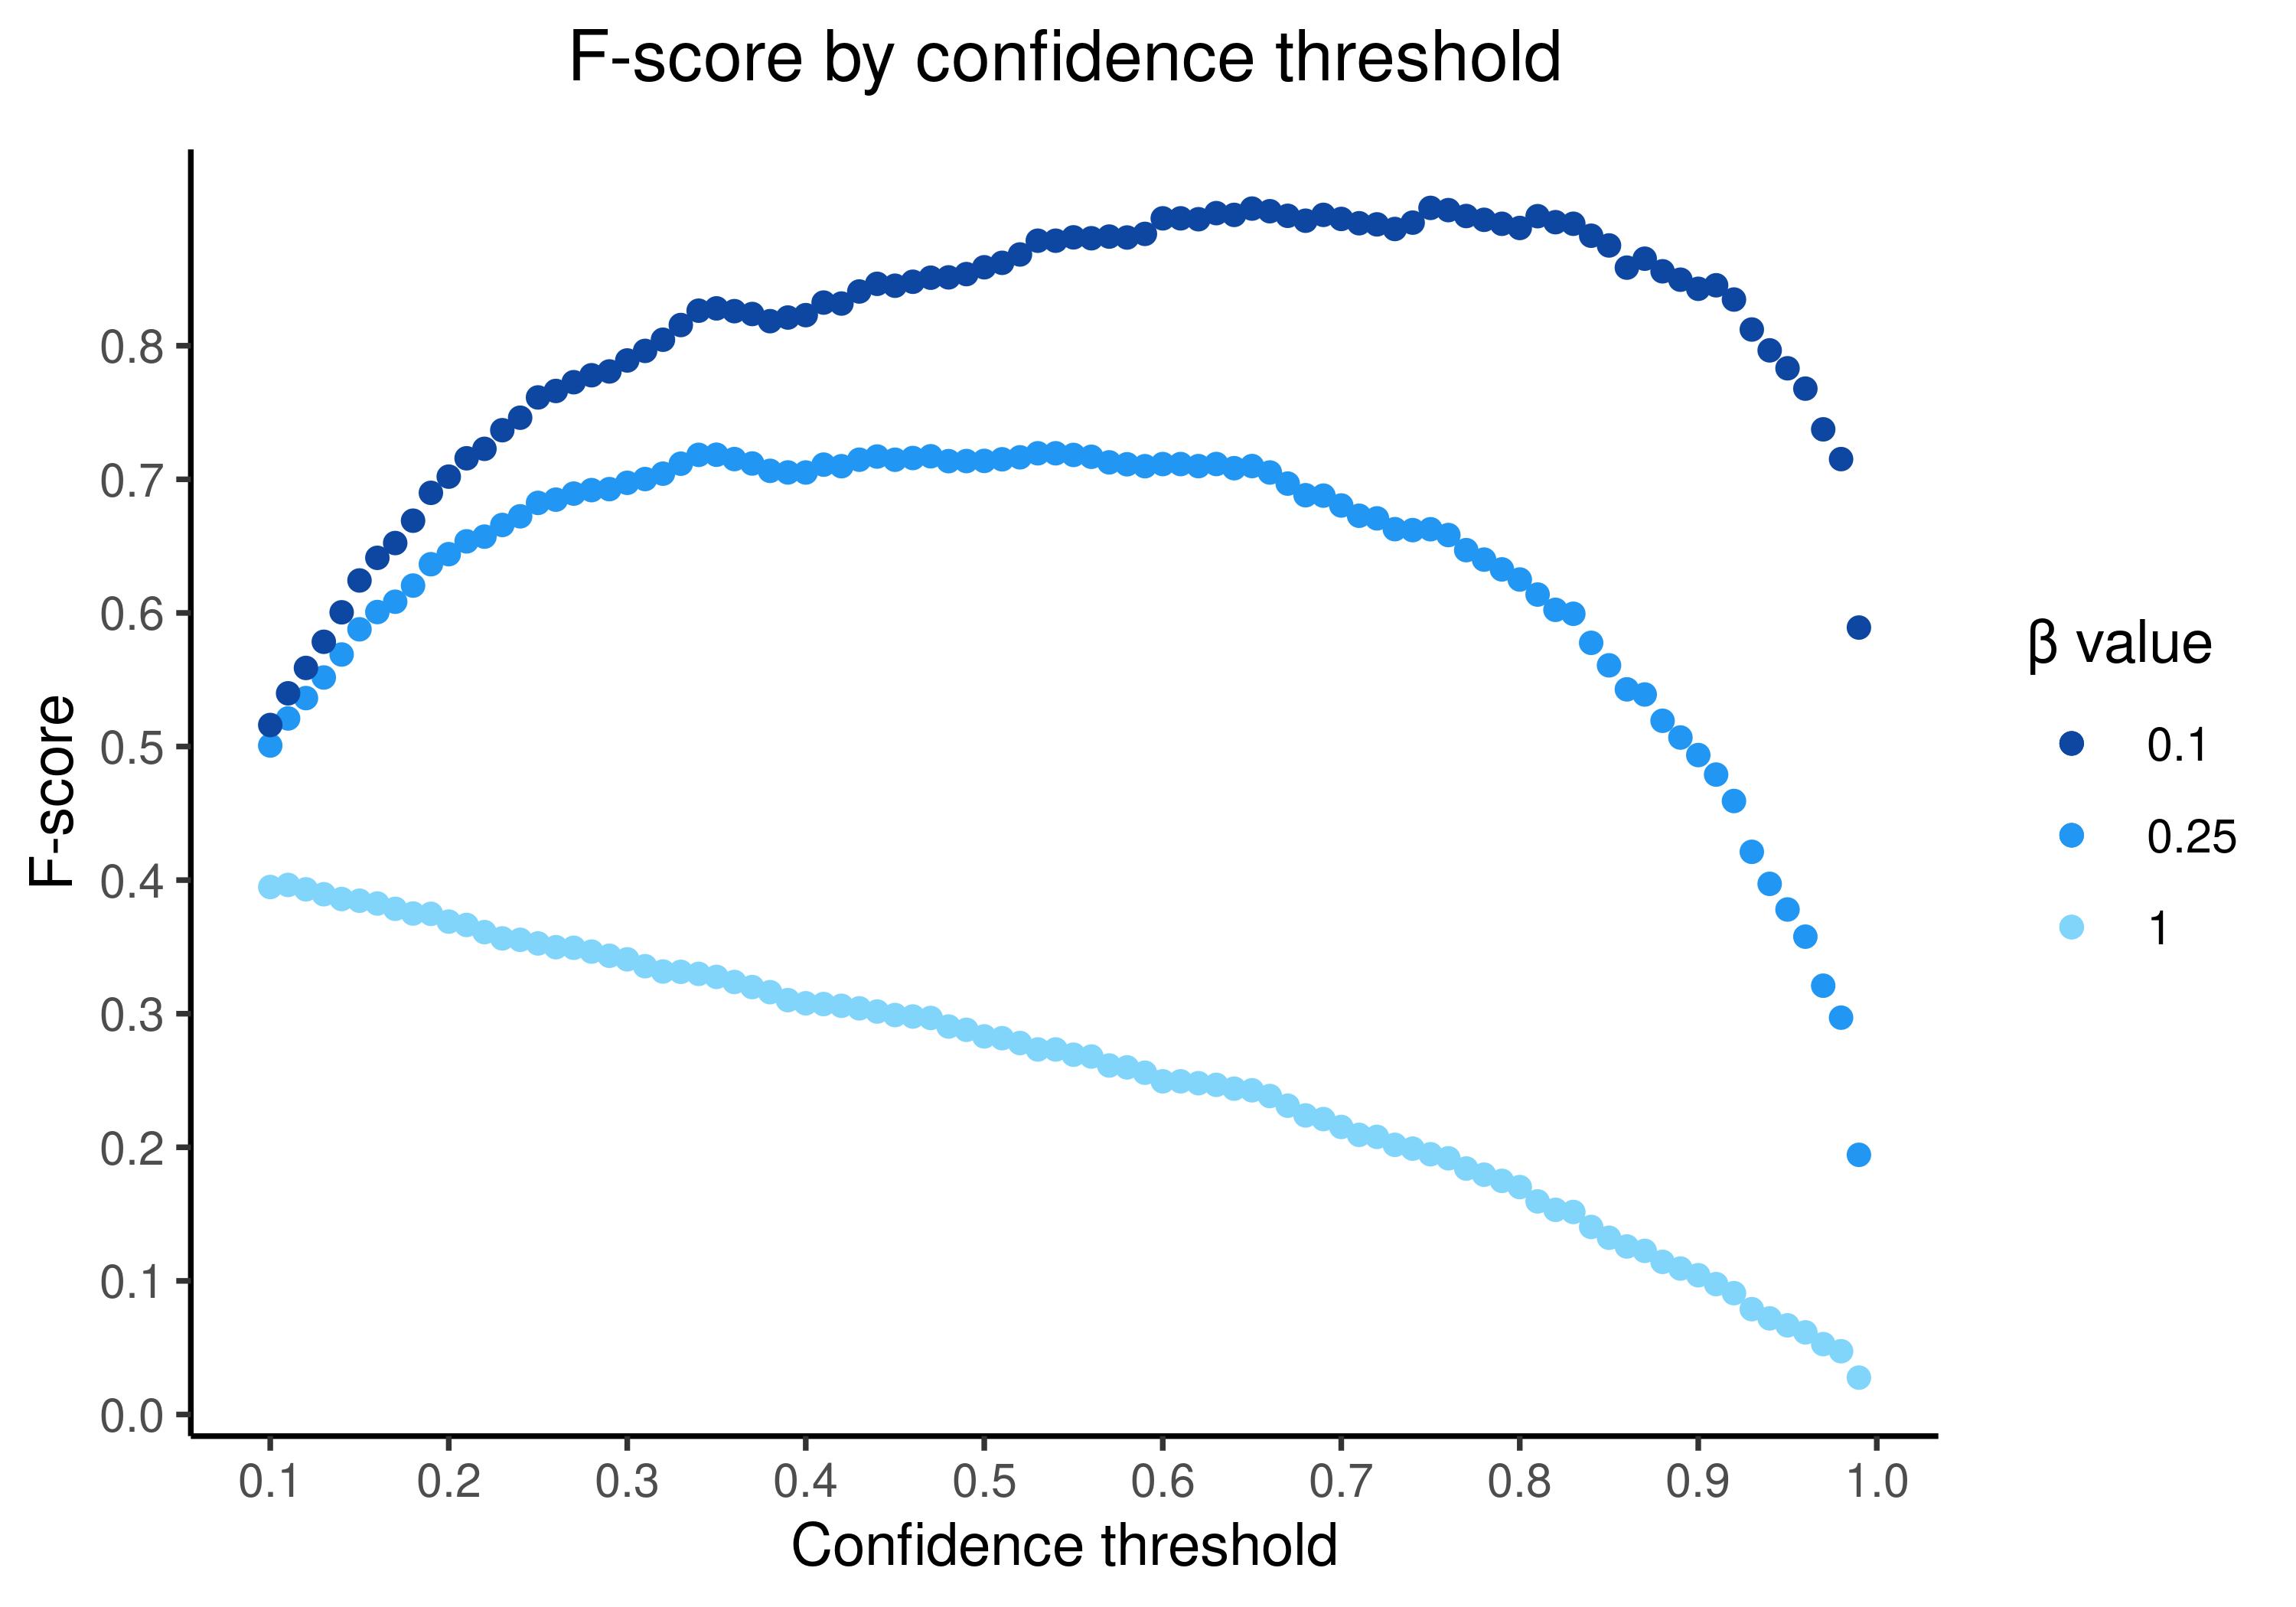 F-score by confidence threshold
F-score
0.8
0.7
0.6
0.5
0.4
0.3
0.2
0.1
0.0
0.1 0.2 0.3 0.4 0.5 0.6 0.7 0.8 0.9 1.0
Confidence threshold
β value
0.1
0.25
1